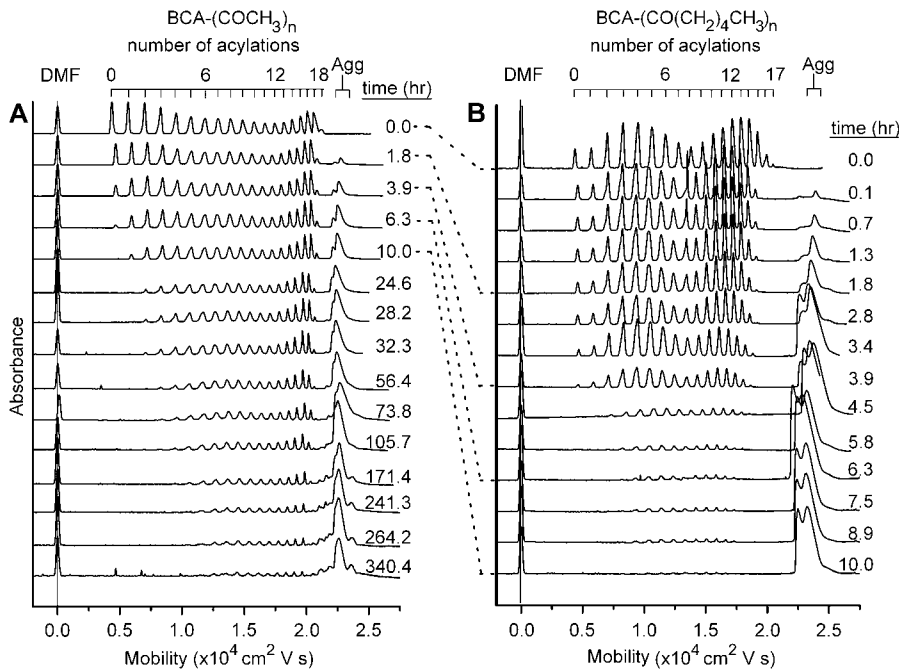 BCA-(COCH3)n
number of acylations
DMF 0 6 12 18 Agg
A
time (hr)
0.0
1.8
3.9
6.3
10.0
24.6
28.2
32.3
56.4
73.8
105.7
171.4
241.3
264.2
340.4
Absorbance
0.0 0.5 1.0 1.5 2.0 2.5
Mobility (x10^4 cm^2 V s)
BCA-(CO(CH2)4CH3)n
number of acylations
DMF 0 6 12 17 Agg
B
time (hr)
0.0
0.1
0.7
1.3
1.8
2.8
3.4
3.9
4.5
5.8
6.3
7.5
8.9
10.0
0.0 0.5 1.0 1.5 2.0 2.5
Mobility (x10^4 cm^2 V s)